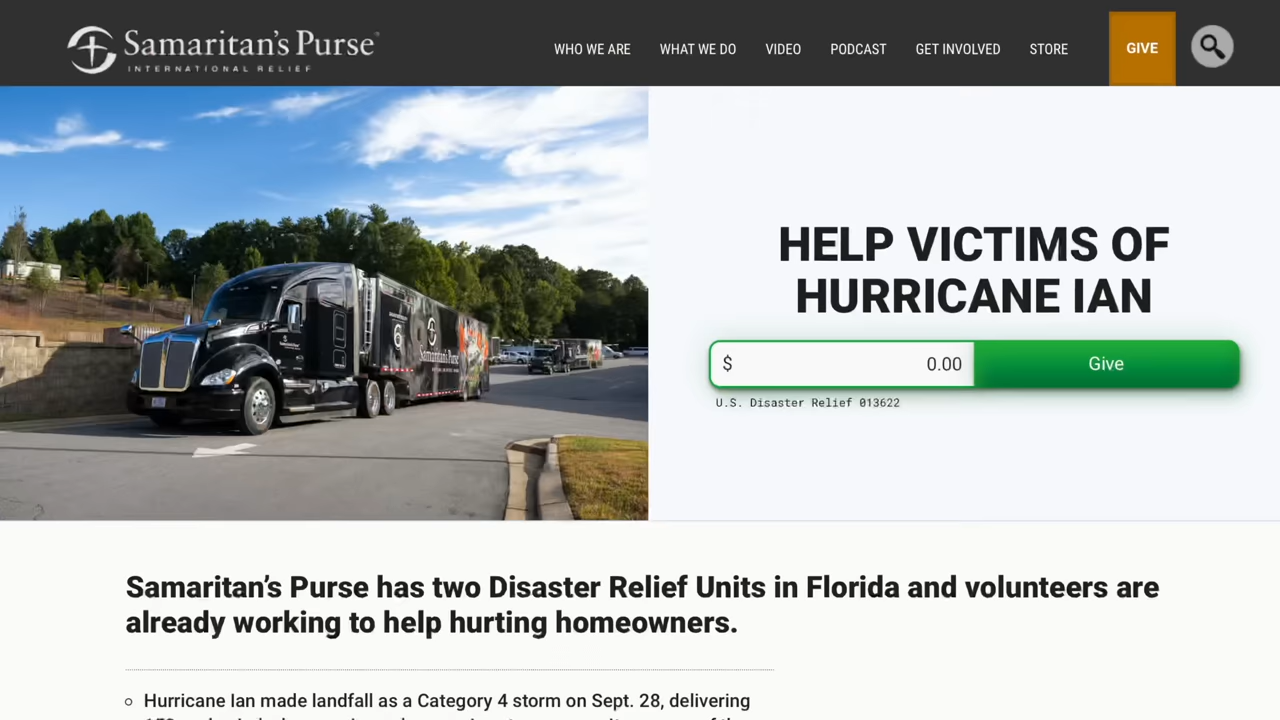 Samaritan's Purse
INTERNATIONAL RELIEF
WHO WE ARE
WHAT WE DO
VIDEO
PODCAST
GET INVOLVED
STORE
GIVE
Samaritan's Purse
HELP VICTIMS OF
HURRICANE IAN
$ 0.00
Give
U.S. Disaster Relief 013622
Samaritan’s Purse has two Disaster Relief Units in Florida and volunteers are
already working to help hurting homeowners.
Hurricane Ian made landfall as a Category 4 storm on Sept. 28, delivering